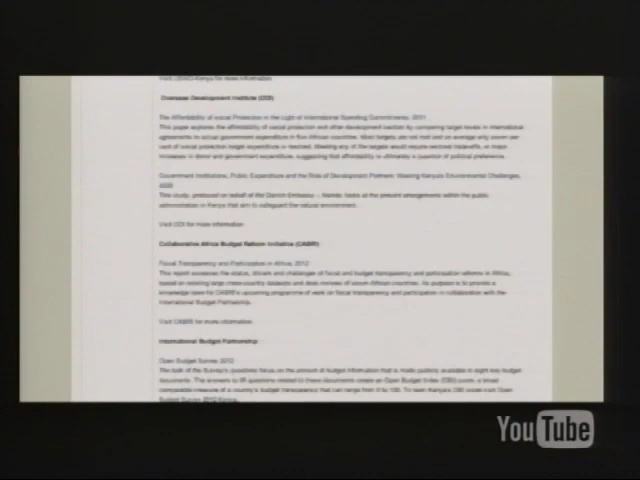 Visit USAID Kenya for more information
Overseas Development Institute (ODI)
The Affordability of social Protection in the Light of International Spending Commitments, 2011
This paper explores the affordability of social protection and other development sectors by comparing target levels in international
agreements to actual government expenditure in five African countries. Most targets are not met and on average only seven per
cent of social protection target expenditure is reached. Meeting any of the targets would require sectoral tradeoffs, or major
increases in donor and government expenditure, suggesting that affordability is ultimately a question of political preference.
Government Institutions, Public Expenditure and the Role of Development Partners: Meeting Kenya's Environmental Challenges,
This study, produced on behalf of the Danish Embassy – Nairobi, looks at the present arrangements within the public
administration in Kenya that aim to safeguard the natural environment.
Visit ODI for more information
Collaborative Africa Budget Reform Initiative (CABRI)
Fiscal Transparency and Participation in Africa, 2012
This report assesses the status, drivers and challenges of fiscal and budget transparency and participation reforms in Africa,
based on existing large cross-country datasets and desk reviews of eleven African countries. Its purpose is to provide a
knowledge base for CABRI's upcoming programme of work on fiscal transparency and participation in collaboration with the
International Budget Partnership.
Visit CABRI for more information.
International Budget Partnership
Open Budget Survey 2012
The bulk of the Survey's questions focus on the amount of budget information that is made publicly available in eight key budget
documents. The answers to 95 questions related to these documents create an Open Budget Index (OBI) score, a broad
comparable measure of a country's budget transparency that can range from 0 to 100. To learn Kenya's OBI score visit Open
Budget Survey 2012 Kenya.
YouTube